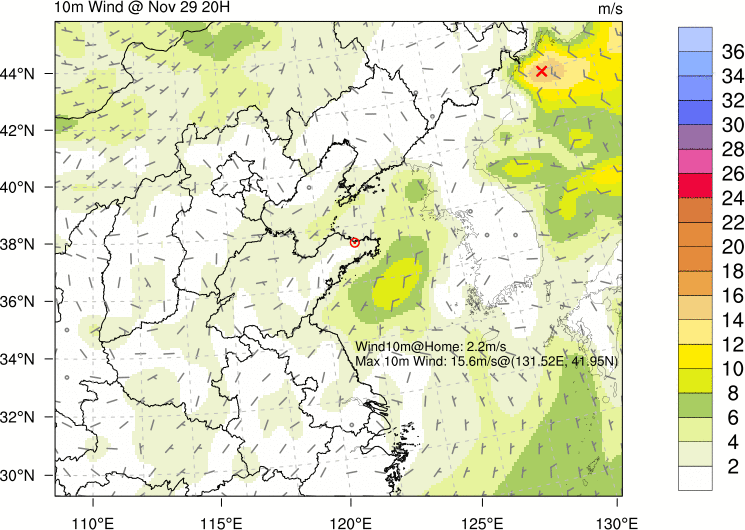 10m Wind @ Nov 29 20H
m/s
44°N
42°N
40°N
38°N
36°N
34°N
32°N
30°N
110°E
115°E
120°E
125°E
130°E
Wind10m@Home: 2.2m/s
Max 10m Wind: 15.6m/s@(131.52E, 41.95N)
36
34
32
30
28
26
24
22
20
18
16
14
12
10
8
6
4
2